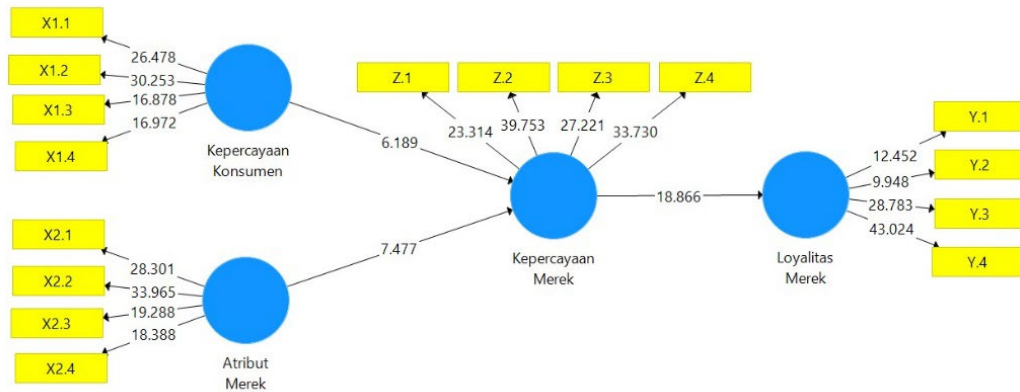 X1.1
X1.2
X1.3
X1.4
26.478
30.253
16.878
16.972
Kepercayaan
Konsumen
6.189
X2.1
X2.2
X2.3
X2.4
28.301
33.965
19.288
18.388
Atribut
Merek
7.477
Z.1
Z.2
Z.3
Z.4
23.314
39.753
27.221
33.730
Kepercayaan
Merek
18.866
Loyalitas
Merek
12.452
9.948
28.783
43.024
Y.1
Y.2
Y.3
Y.4